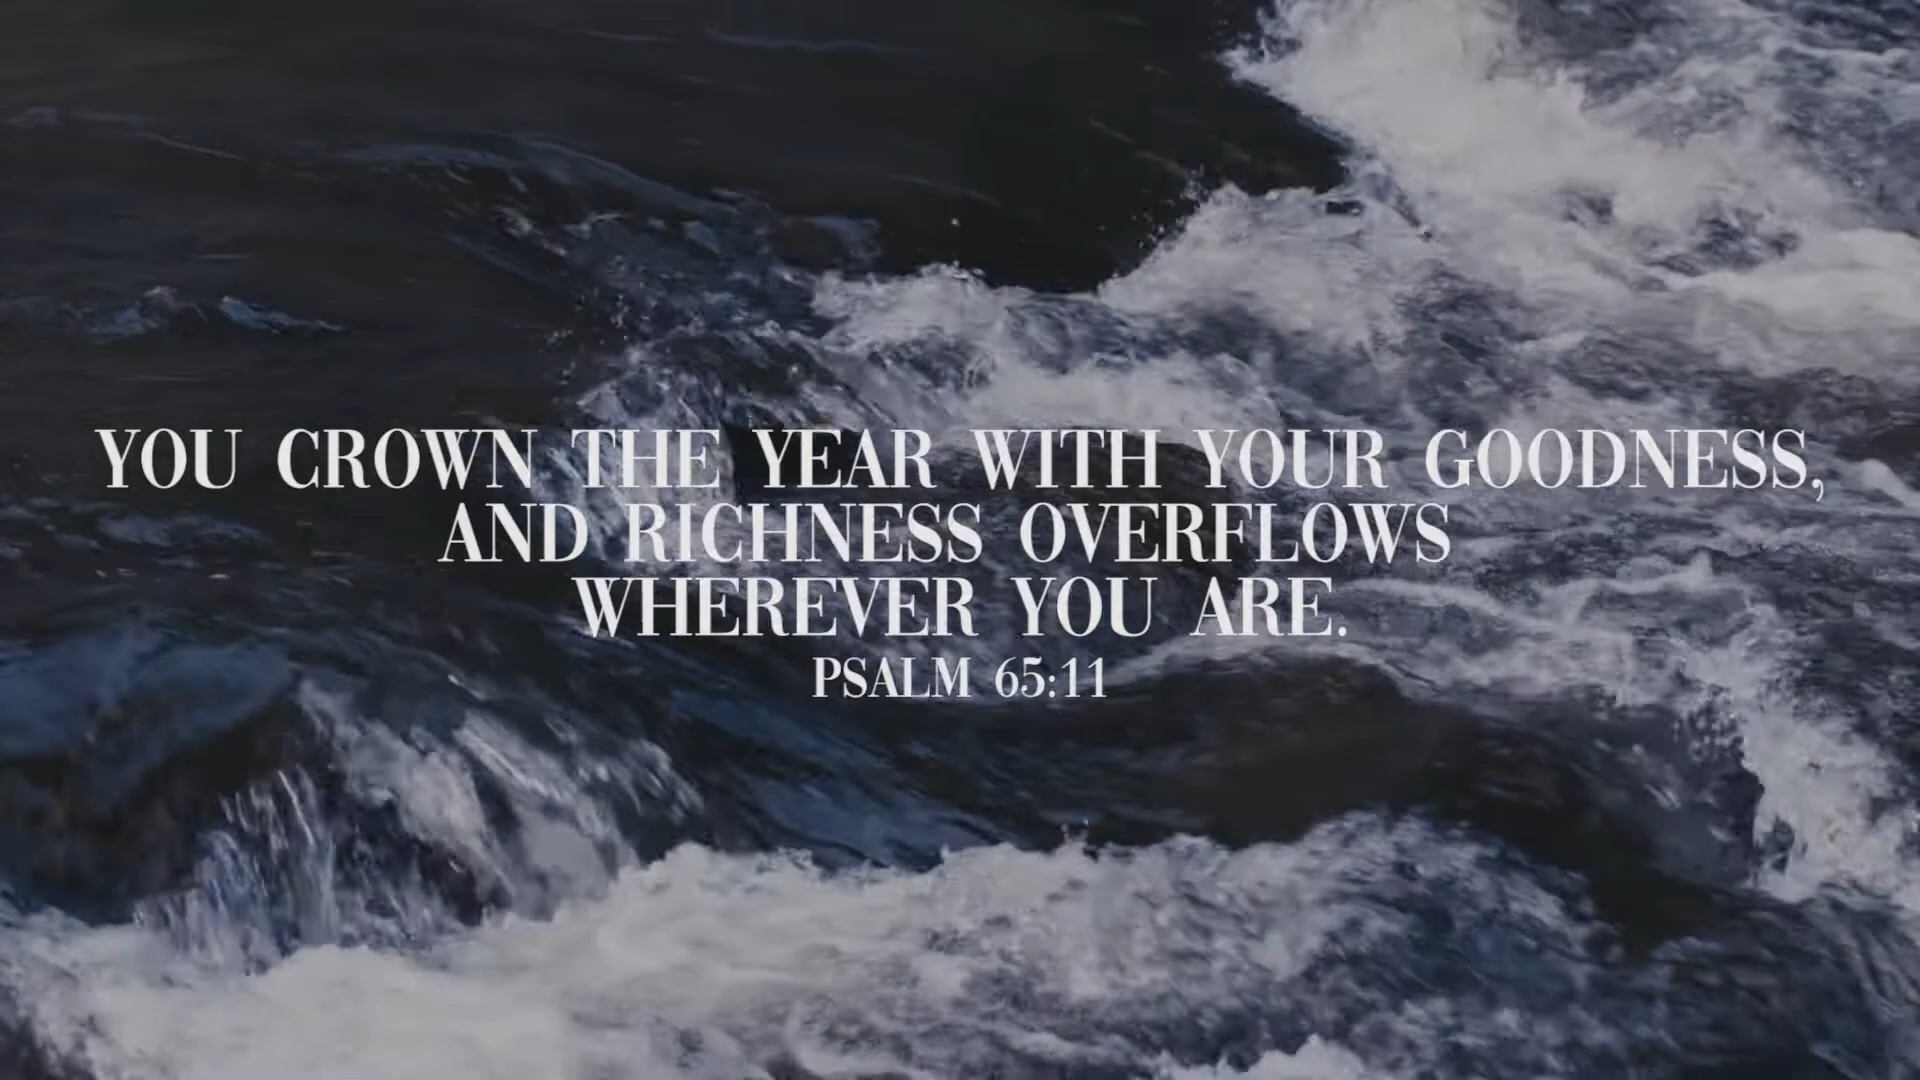 YOU CROWN THE YEAR WITH YOUR GOODNESS,
AND RICHNESS OVERFLOWS
WHEREVER YOU ARE.
PSALM 65:11